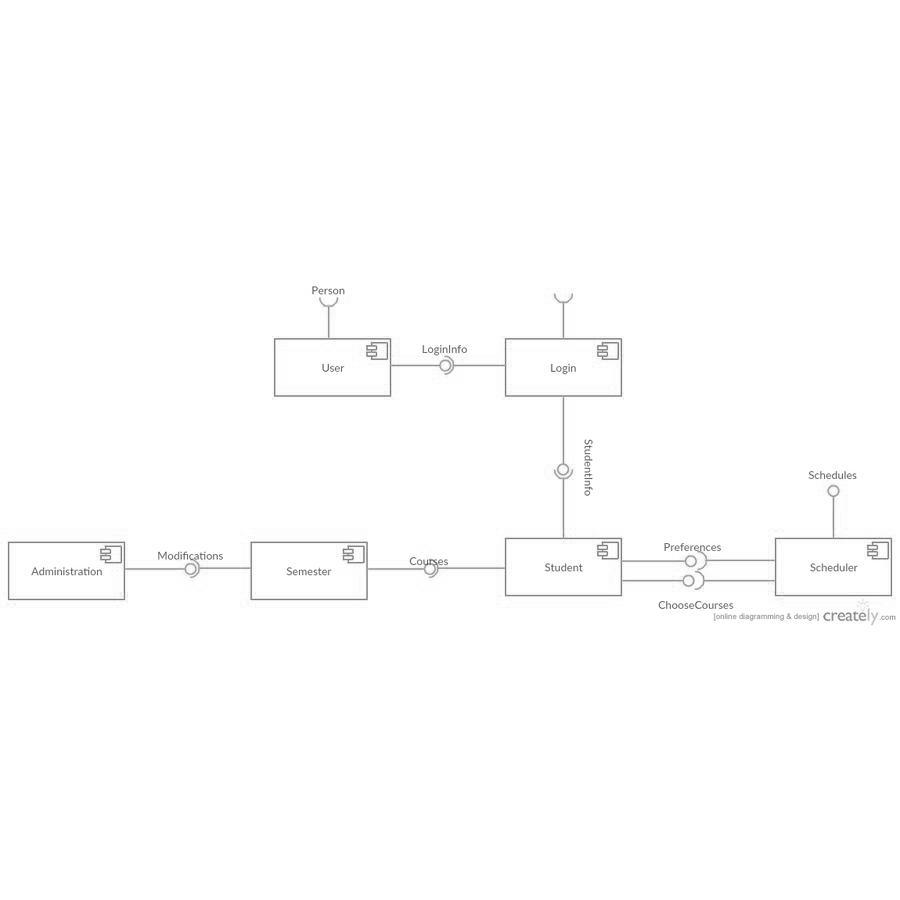 Person
LoginInfo
User
Login
StudentInfo
Schedules
Modifications
Courses
Preferences
Administration
Semester
Student
Scheduler
ChooseCourses
[online diagramming & design] creately.com